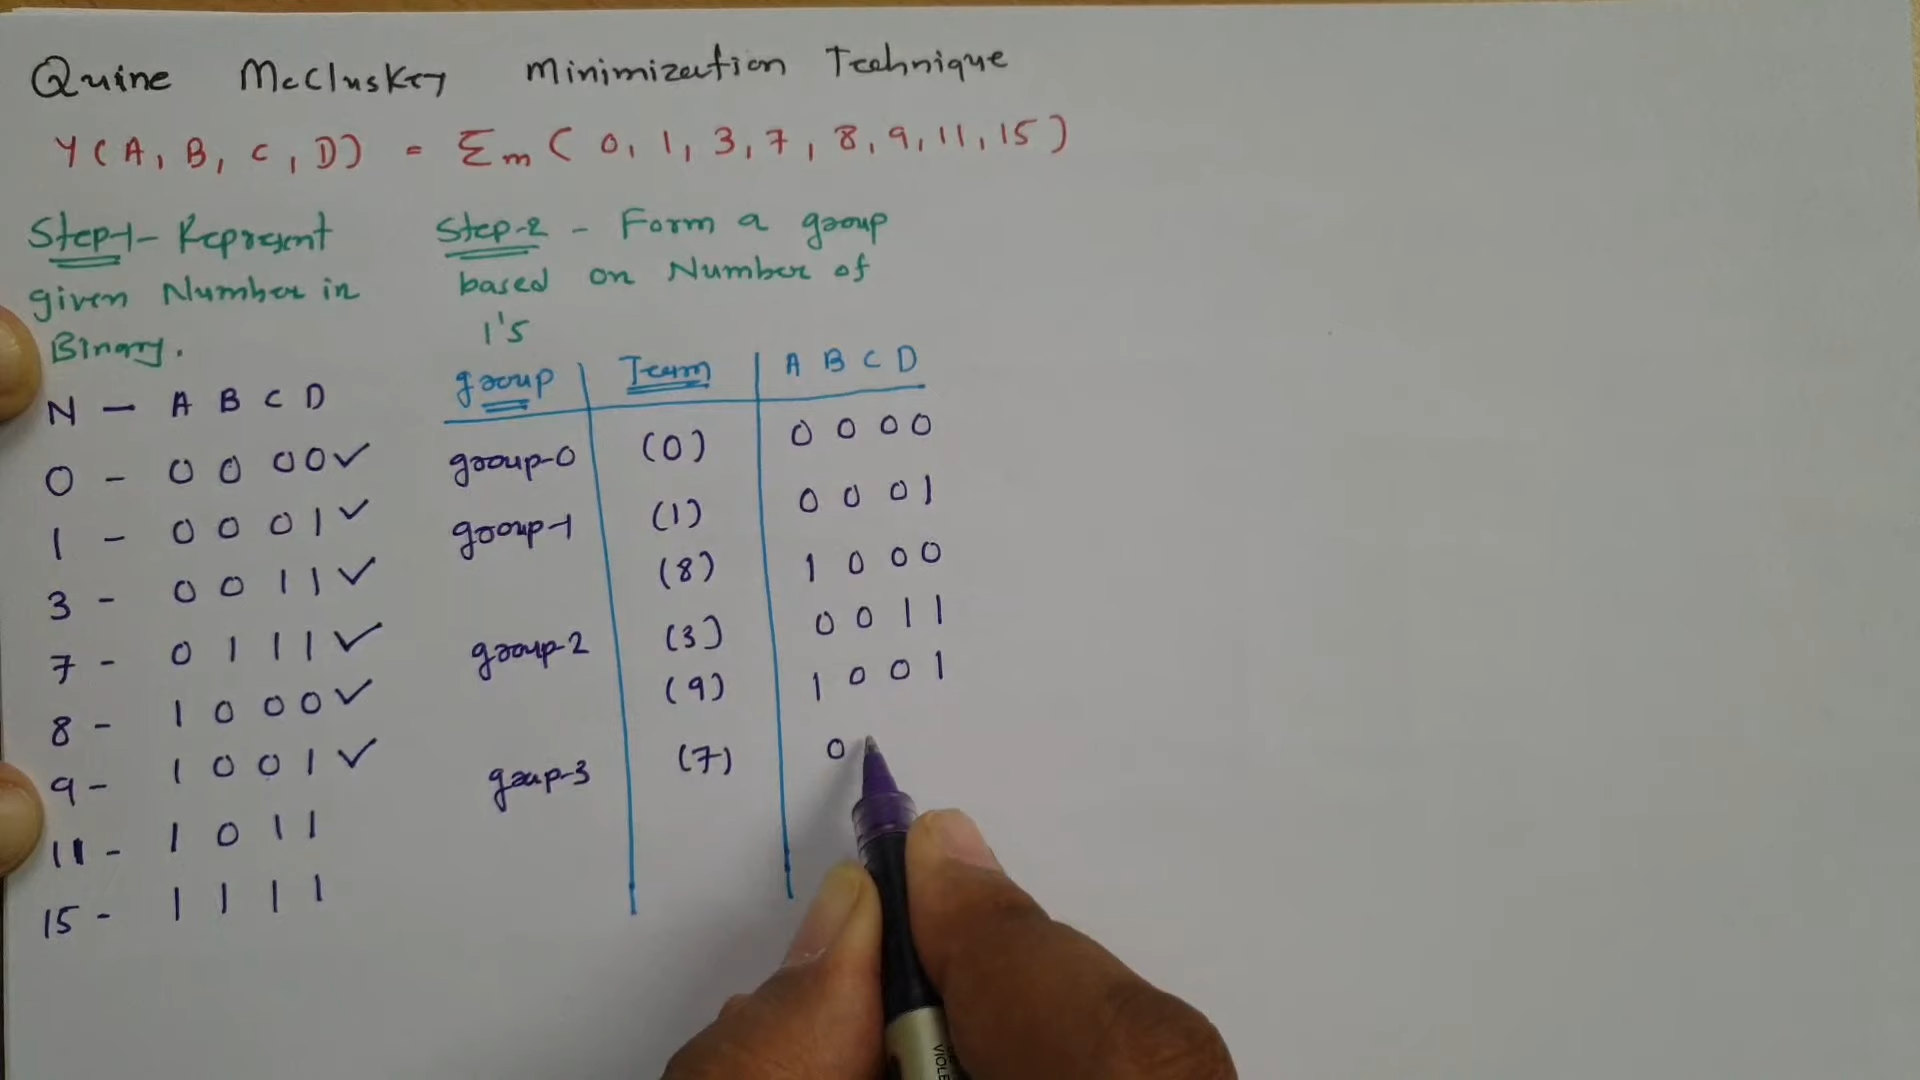 Quine McCluskey Minimization Technique
Y(A, B, C, D) = Σm( 0, 1, 3, 7, 8, 9, 11, 15)
Step-1 - Represent
given Number in
Binary.
N - A B C D
0 - 0 0 0 0 ✓
1 - 0 0 0 1 ✓
3 - 0 0 1 1 ✓
7 - 0 1 1 1 ✓
8 - 1 0 0 0 ✓
9 - 1 0 0 1 ✓
11 - 1 0 1 1
15 - 1 1 1 1
Step-2 - Form a group
based on Number of
1's
group Term A B C D
group-0 (0) 0 0 0 0
group-1 (1) 0 0 0 1
(8) 1 0 0 0
group-2 (3) 0 0 1 1
(9) 1 0 0 1
group-3 (7) 0
VIOLE